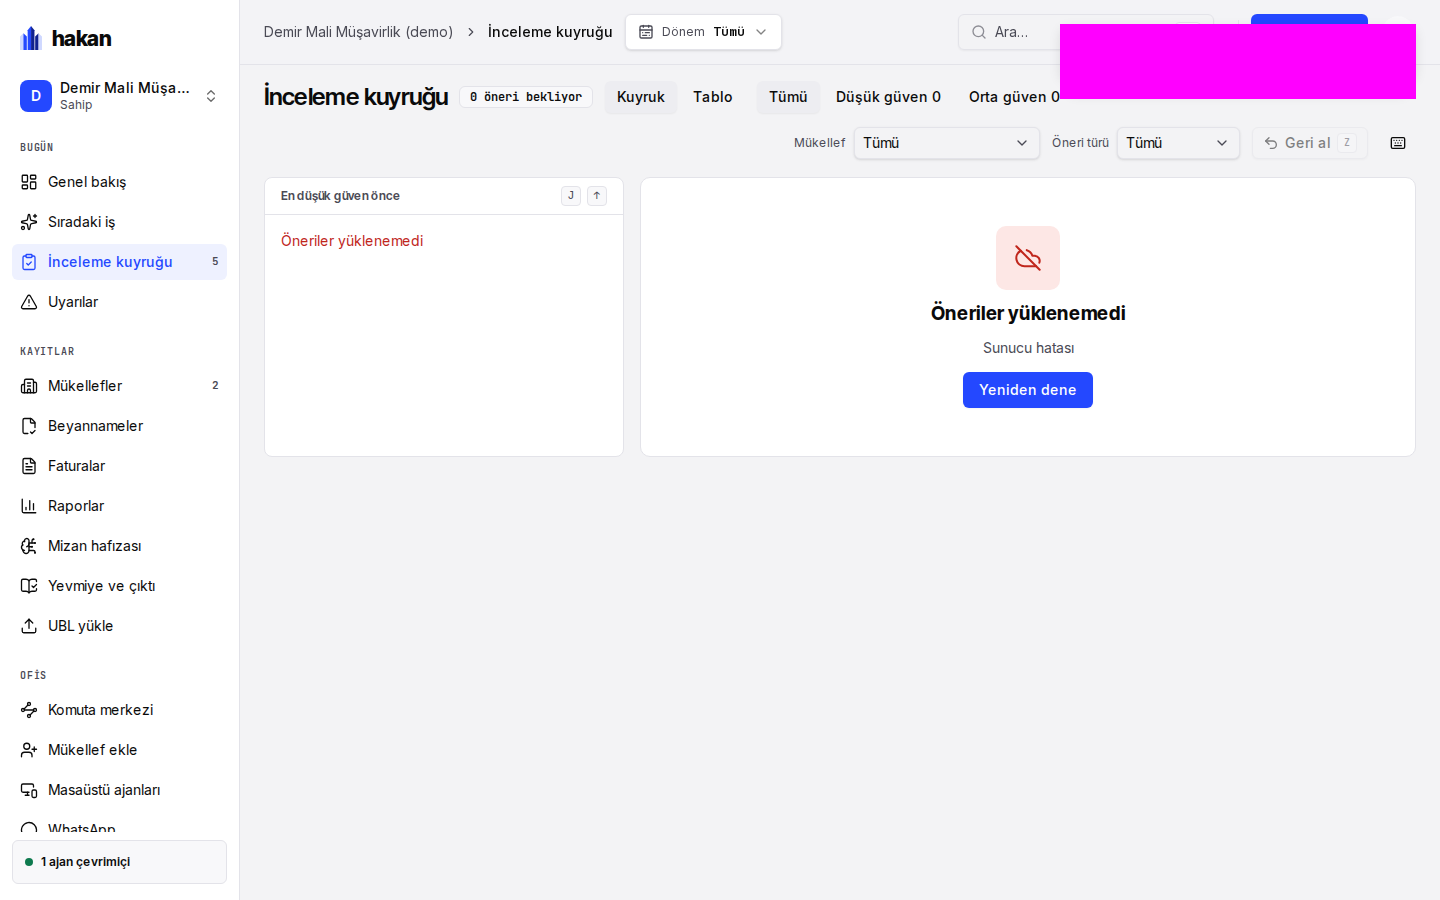 hakan
D
Demir Mali Müşa...
Sahip
BUGÜN
Genel bakış
Sıradaki iş
İnceleme kuyruğu 5
Uyarılar
KAYITLAR
Mükellefler 2
Beyannameler
Faturalar
Raporlar
Mizan hafızası
Yevmiye ve çıktı
UBL yükle
OFİS
Komuta merkezi
Mükellef ekle
Masaüstü ajanları
WhatsApp
1 ajan çevrimiçi
Demir Mali Müşavirlik (demo) İnceleme kuyruğu Dönem Tümü Ara...
İnceleme kuyruğu 0 öneri bekliyor Kuyruk Tablo Tümü Düşük güven 0 Orta güven 0
Mükellef Tümü Öneri türü Tümü Geri al Z
En düşük güven önce J ↑
Öneriler yüklenemedi
Öneriler yüklenemedi
Sunucu hatası
Yeniden dene